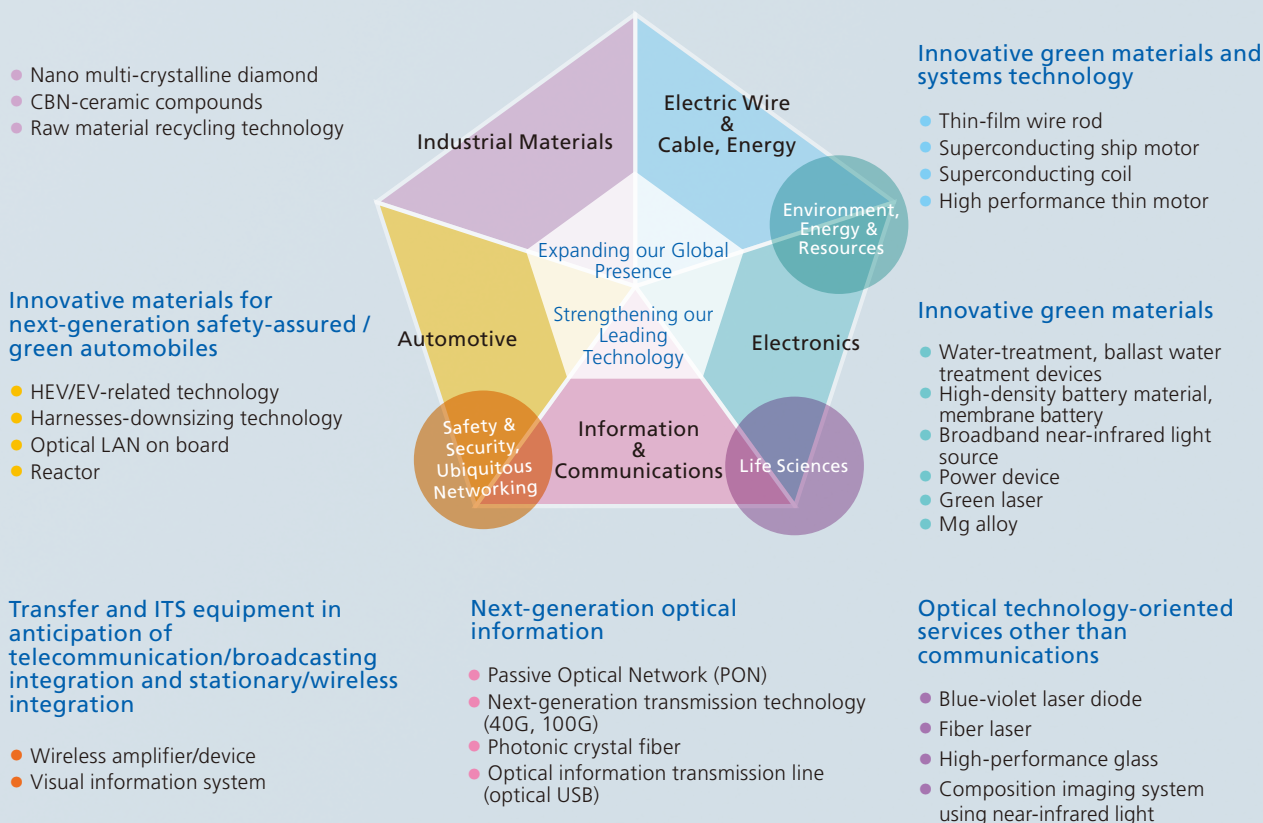 Nano multi-crystalline diamond
CBN-ceramic compounds
Raw material recycling technology
Industrial Materials
Electric Wire
&
Cable, Energy
Innovative green materials and
systems technology
Thin-film wire rod
Superconducting ship motor
Superconducting coil
High performance thin motor
Environment,
Energy &
Resources
Expanding our Global
Presence
Strengthening our
Leading
Technology
Innovative materials for
next-generation safety-assured /
green automobiles
HEV/EV-related technology
Harnesses-downsizing technology
Optical LAN on board
Reactor
Automotive
Electronics
Innovative green materials
Water-treatment, ballast water
treatment devices
High-density battery material,
membrane battery
Broadband near-infrared light
source
Power device
Green laser
Mg alloy
Safety &
Security,
Ubiquitous
Networking
Information
&
Communications
Life Sciences
Transfer and ITS equipment in
anticipation of
telecommunication/broadcasting
integration and stationary/wireless
integration
Wireless amplifier/device
Visual information system
Next-generation optical
information
Passive Optical Network (PON)
Next-generation transmission technology
(40G, 100G)
Photonic crystal fiber
Optical information transmission line
(optical USB)
Optical technology-oriented
services other than
communications
Blue-violet laser diode
Fiber laser
High-performance glass
Composition imaging system
using near-infrared light